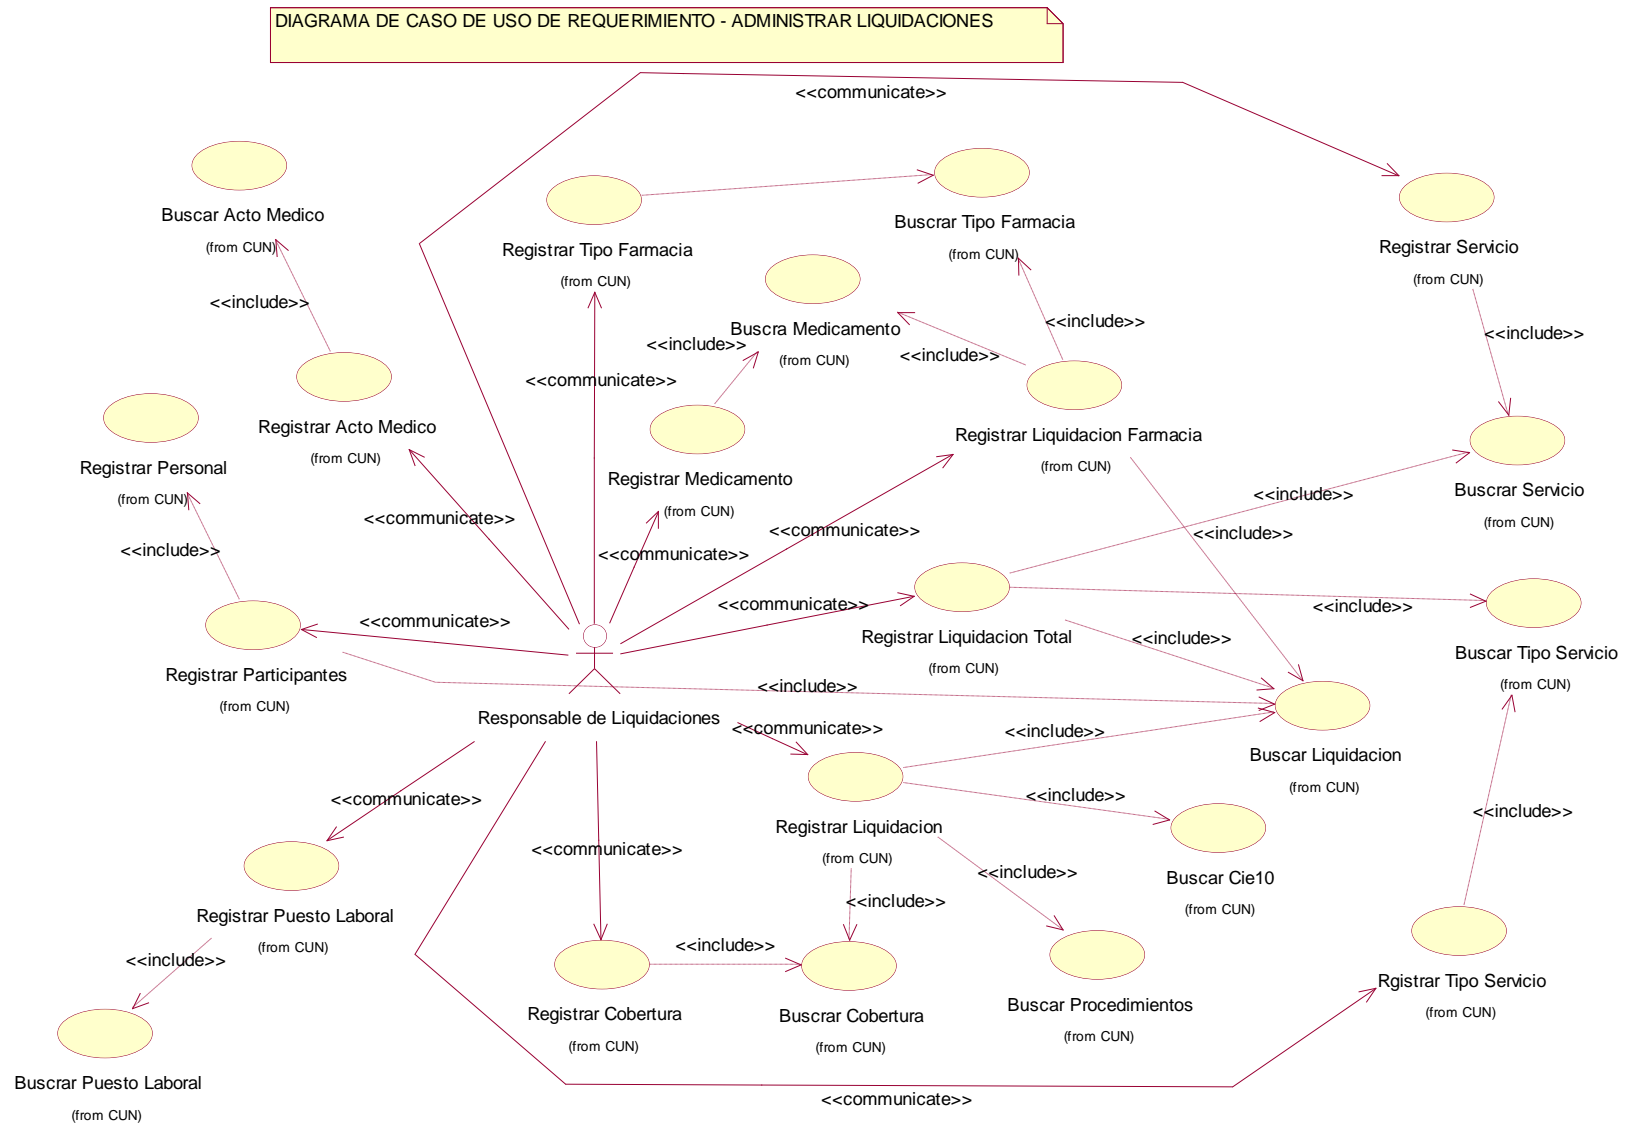 DIAGRAMA DE CASO DE USO DE REQUERIMIENTO - ADMINISTRAR LIQUIDACIONES
<<communicate>>
Buscar Acto Medico
(from CUN)
Registrar Tipo Farmacia
(from CUN)
Buscrar Tipo Farmacia
(from CUN)
Registrar Servicio
(from CUN)
<<include>>
Buscra Medicamento
(from CUN)
<<include>>
<<include>>
<<include>>
<<include>>
<<communicate>>
Registrar Acto Medico
(from CUN)
Registrar Liquidacion Farmacia
(from CUN)
Registrar Personal
(from CUN)
Registrar Medicamento
(from CUN)
Buscrar Servicio
(from CUN)
<<include>>
<<communicate>>
<<communicate>>
<<include>>
<<include>>
<<communicate>>
<<communicate>>
<<include>>
<<communicate>>
<<communicate>>
Registrar Liquidacion Total
(from CUN)
<<include>>
Buscar Tipo Servicio
(from CUN)
Registrar Participantes
(from CUN)
<<include>>
Responsable de Liquidaciones
<<communicate>>
<<include>>
Buscar Liquidacion
(from CUN)
<<communicate>>
<<include>>
<<include>>
Registrar Liquidacion
(from CUN)
<<communicate>>
<<include>>
Buscar Cie10
(from CUN)
<<include>>
Registrar Puesto Laboral
(from CUN)
<<include>>
<<include>>
Rgistrar Tipo Servicio
(from CUN)
Registrar Cobertura
(from CUN)
Buscrar Cobertura
(from CUN)
Buscar Procedimientos
(from CUN)
Buscrar Puesto Laboral
(from CUN)
<<communicate>>